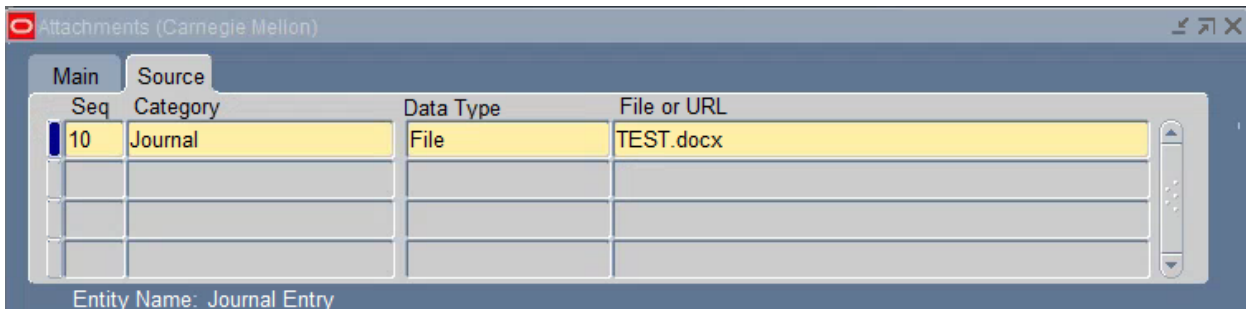 Attachments (Carnegie Mellon)
Main Source
Seq Category Data Type File or URL
10 Journal File TEST.docx
Entity Name: Journal Entry